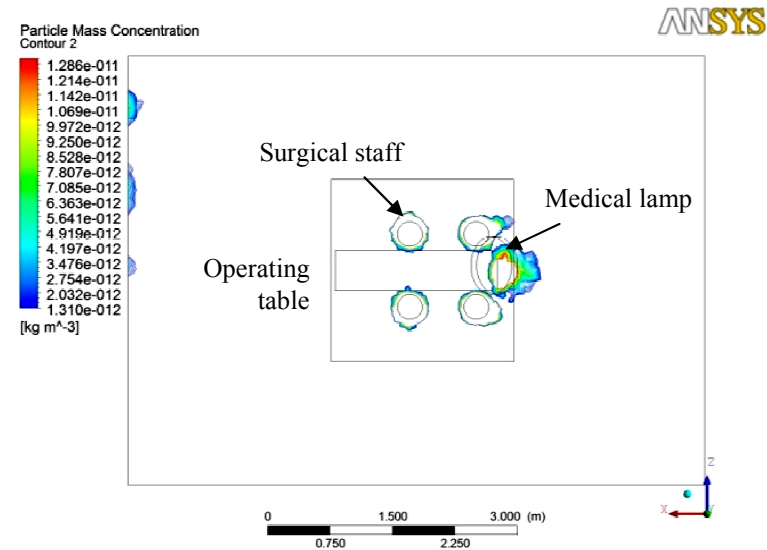 ANSYS
Particle Mass Concentration
Contour 2
1.286e-011
1.214e-011
1.142e-011
1.069e-011
9.972e-012
9.250e-012
8.528e-012
7.807e-012
7.085e-012
6.363e-012
5.641e-012
4.919e-012
4.197e-012
3.476e-012
2.754e-012
2.032e-012
1.310e-012
[kg m^-3]
Surgical staff
Medical lamp
Operating
table
Z
X
Y
0 1.500 3.000 (m)
0.750 2.250